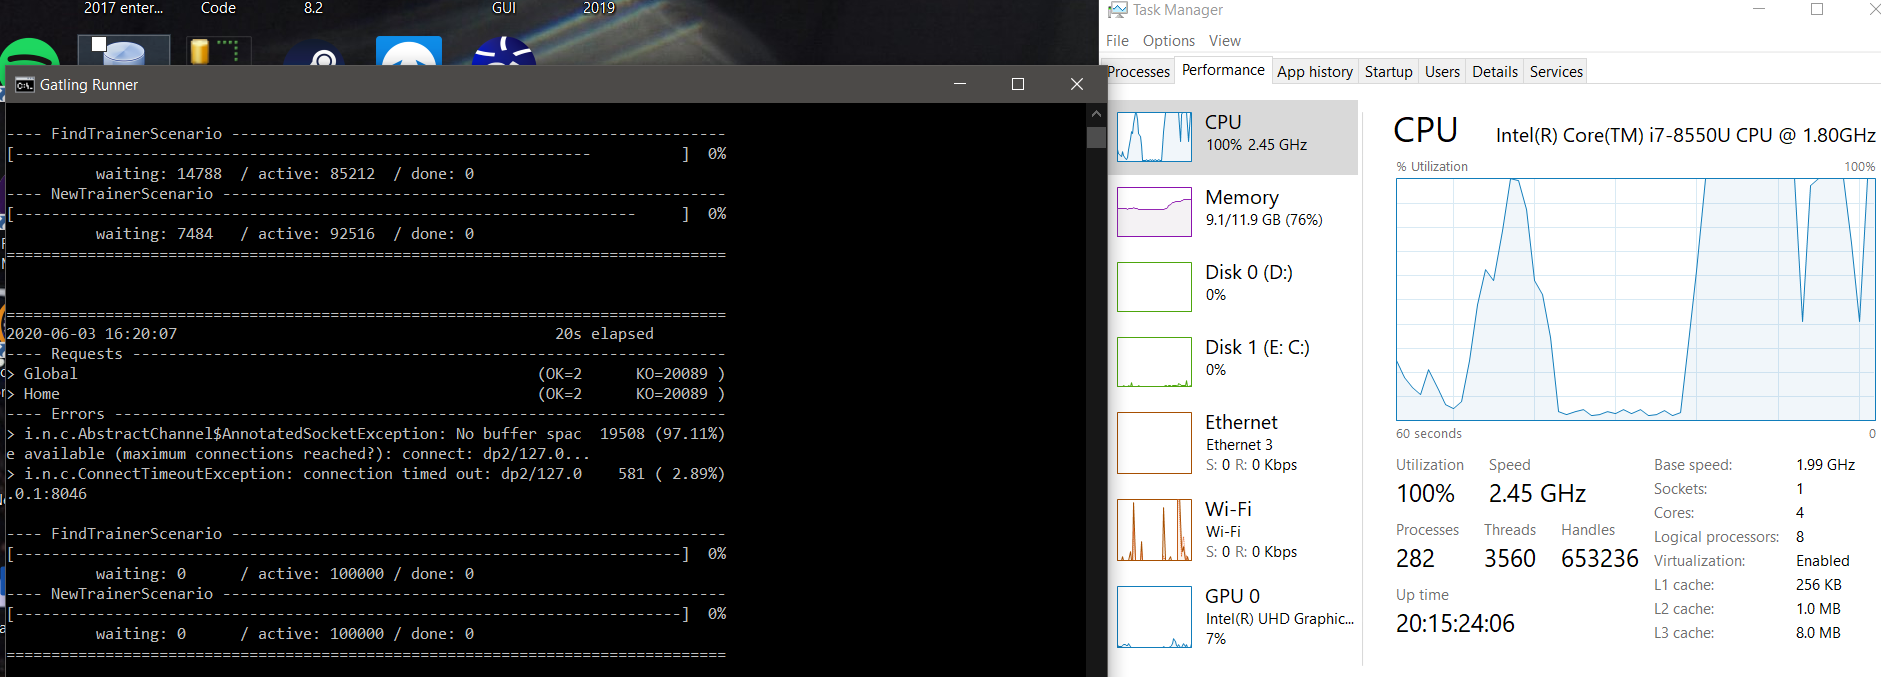 2017 enter...
Code
8.2
GUI
2019
Gatling Runner
---- FindTrainerScenario -------------------------------------------------------
[----------------------------------------------------------------          ]  0%
waiting: 14788  / active: 85212  / done: 0
---- NewTrainerScenario --------------------------------------------------------
[---------------------------------------------------------------------     ]  0%
waiting: 7484   / active: 92516  / done: 0
================================================================================
================================================================================
2020-06-03 16:20:07                                          20s elapsed
---- Requests ------------------------------------------------------------------
> Global                                                   (OK=2      KO=20089 )
> Home                                                     (OK=2      KO=20089 )
---- Errors --------------------------------------------------------------------
> i.n.c.AbstractChannel$AnnotatedSocketException: No buffer spac  19508 (97.11%)
e available (maximum connections reached?): connect: dp2/127.0...
> i.n.c.ConnectTimeoutException: connection timed out: dp2/127.0    581 ( 2.89%)
.0.1:8046
---- FindTrainerScenario -------------------------------------------------------
[--------------------------------------------------------------------------]  0%
waiting: 0      / active: 100000 / done: 0
---- NewTrainerScenario --------------------------------------------------------
[--------------------------------------------------------------------------]  0%
waiting: 0      / active: 100000 / done: 0
================================================================================
Task Manager
File Options View
Processes Performance App history Startup Users Details Services
CPU
100% 2.45 GHz
Memory
9.1/11.9 GB (76%)
Disk 0 (D:)
0%
Disk 1 (E: C:)
0%
Ethernet
Ethernet 3
S: 0 R: 0 Kbps
Wi-Fi
Wi-Fi
S: 0 R: 0 Kbps
GPU 0
Intel(R) UHD Graphic...
7%
CPU Intel(R) Core(TM) i7-8550U CPU @ 1.80GHz
% Utilization 100%
60 seconds 0
Utilization Speed
100% 2.45 GHz
Processes Threads Handles
282 3560 653236
Up time
20:15:24:06
Base speed: 1.99 GHz
Sockets: 1
Cores: 4
Logical processors: 8
Virtualization: Enabled
L1 cache: 256 KB
L2 cache: 1.0 MB
L3 cache: 8.0 MB